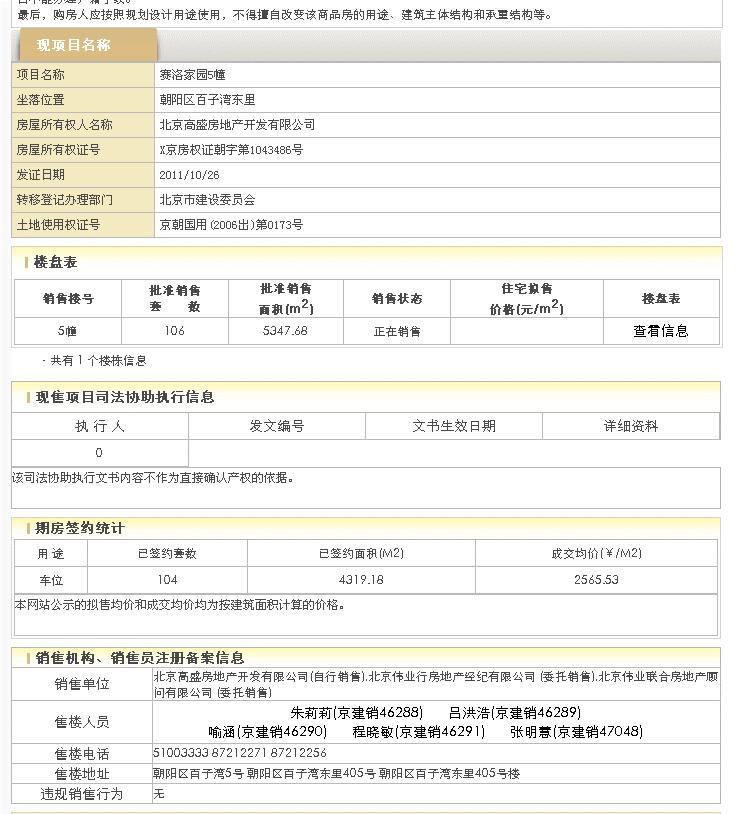 最后，购房人应按照规划设计用途使用，不得擅自改变该商品房的用途、建筑主体结构和承重结构等。
现项目名称
项目名称 赛洛家园5幢
坐落位置 朝阳区百子湾东里
房屋所有权人名称 北京高盛房地产开发有限公司
房屋所有权证号 X京房权证朝字第1043486号
发证日期 2011/10/26
转移登记办理部门 北京市建设委员会
土地使用权证号 京朝国用(2006出)第0173号
楼盘表
销售楼号 批准销售套 数 批准销售面积(m2) 销售状态 住宅拟售价格(元/m2) 楼盘表
5幢 106 5347.68 正在销售 查看信息
· 共有 1 个楼栋信息
现售项目司法协助执行信息
执 行 人 发文编号 文书生效日期 详细资料
0
该司法协助执行文书内容不作为直接确认产权的依据。
期房签约统计
用 途 已签约套数 已签约面积(M2) 成交均价(￥/M2)
车位 104 4319.18 2565.53
本网站公示的拟售均价和成交均价均为按建筑面积计算的价格。
销售机构、销售员注册备案信息
销售单位 北京高盛房地产开发有限公司(自行销售),北京伟业行房地产经纪有限公司 (委托销售),北京伟业联合房地产顾
问有限公司 (委托销售)
售楼人员 朱莉莉(京建销46288) 吕洪浩(京建销46289)
喻涵(京建销46290) 程晓敏(京建销46291) 张明慧(京建销47048)
售楼电话 51003333 87212271 87212256
售楼地址 朝阳区百子湾5号 朝阳区百子湾东里405号 朝阳区百子湾东里405号楼
违规销售行为 无